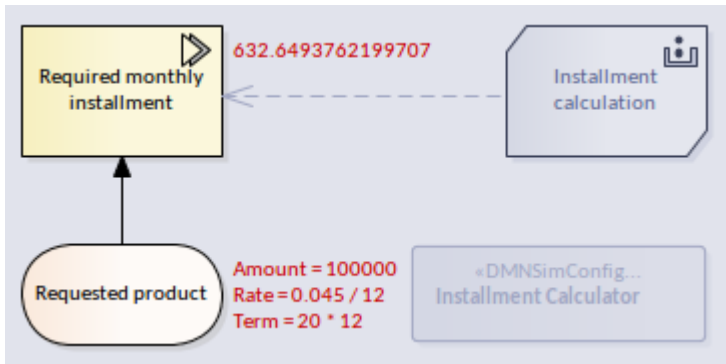 Required monthly
installment
632.6493762199707
Installment
calculation
Requested product
Amount = 100000
Rate = 0.045 / 12
Term = 20 * 12
«DMNSimConfig...
Installment Calculator